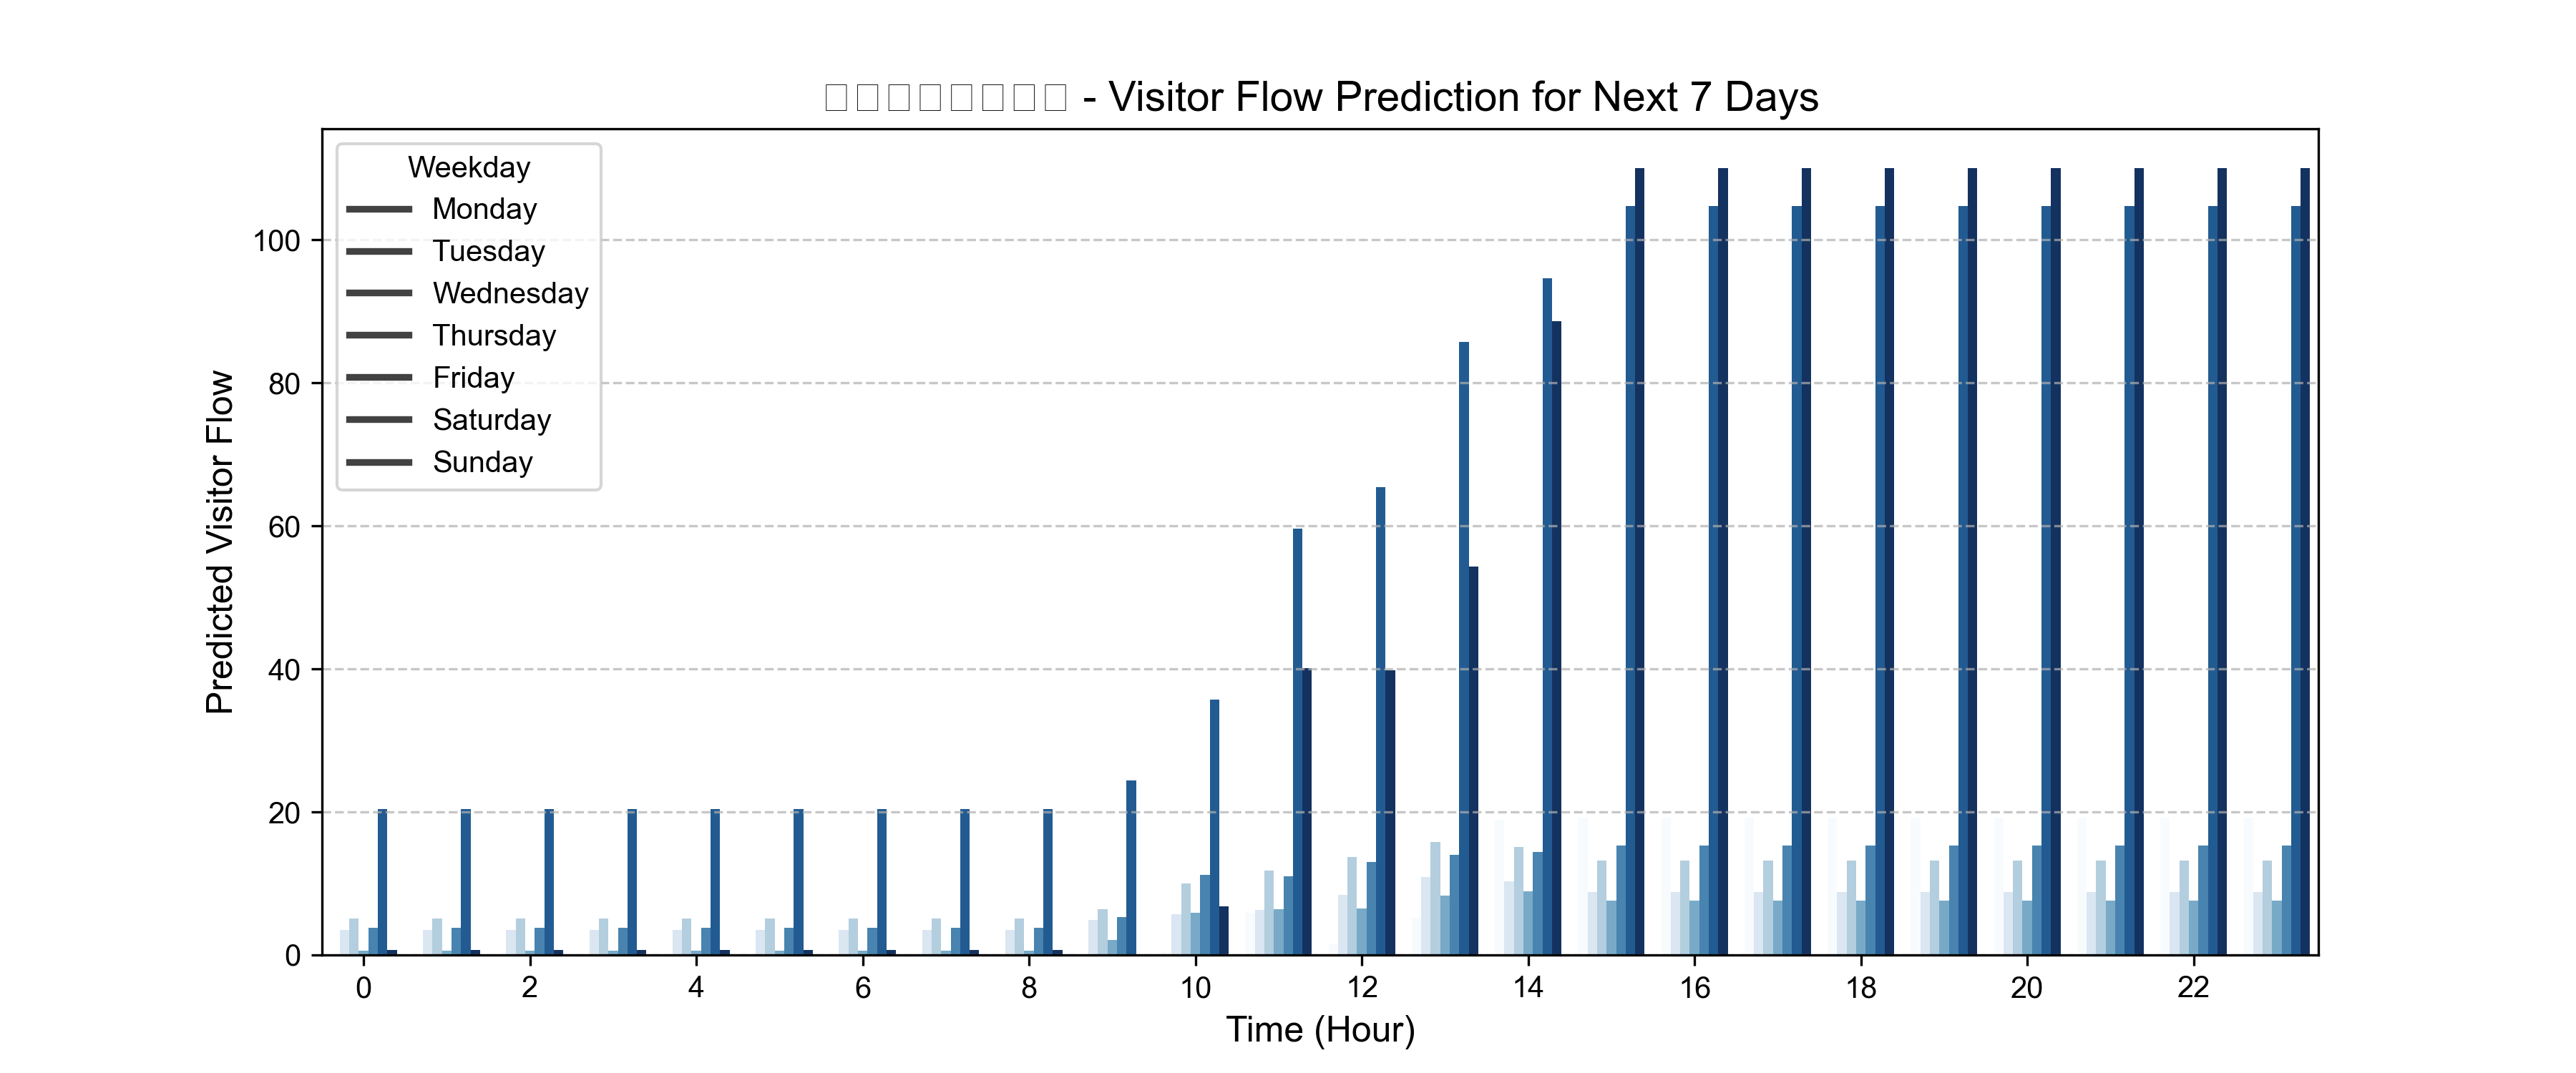 - Visitor Flow Prediction for Next 7 Days
Weekday
Monday
Tuesday
Wednesday
Thursday
Friday
Saturday
Sunday
Predicted Visitor Flow
100
80
60
40
20
0
0 2 4 6 8 10 12 14 16 18 20 22
Time (Hour)